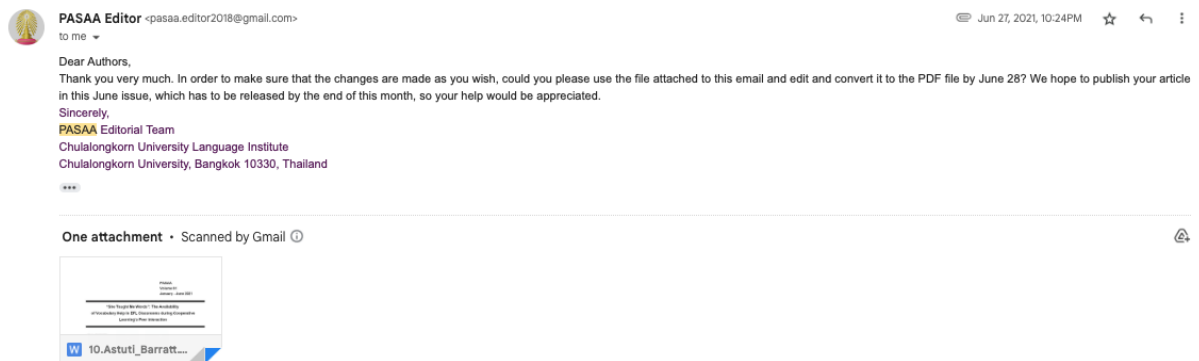 PASAA Editor <pasaa.editor2018@gmail.com>
Jun 27, 2021, 10:24PM
to me
Dear Authors,
Thank you very much. In order to make sure that the changes are made as you wish, could you please use the file attached to this email and edit and convert it to the PDF file by June 28? We hope to publish your article
in this June issue, which has to be released by the end of this month, so your help would be appreciated.
Sincerely,
PASAA Editorial Team
Chulalongkorn University Language Institute
Chulalongkorn University, Bangkok 10330, Thailand
One attachment • Scanned by Gmail
PASAA
Volume 61
January - June 2021
"She Taught Me Words": The Availability
of Vocabulary Help in EFL Classrooms during Cooperative
Learning's Peer Interaction
W 10.Astuti_Barratt....